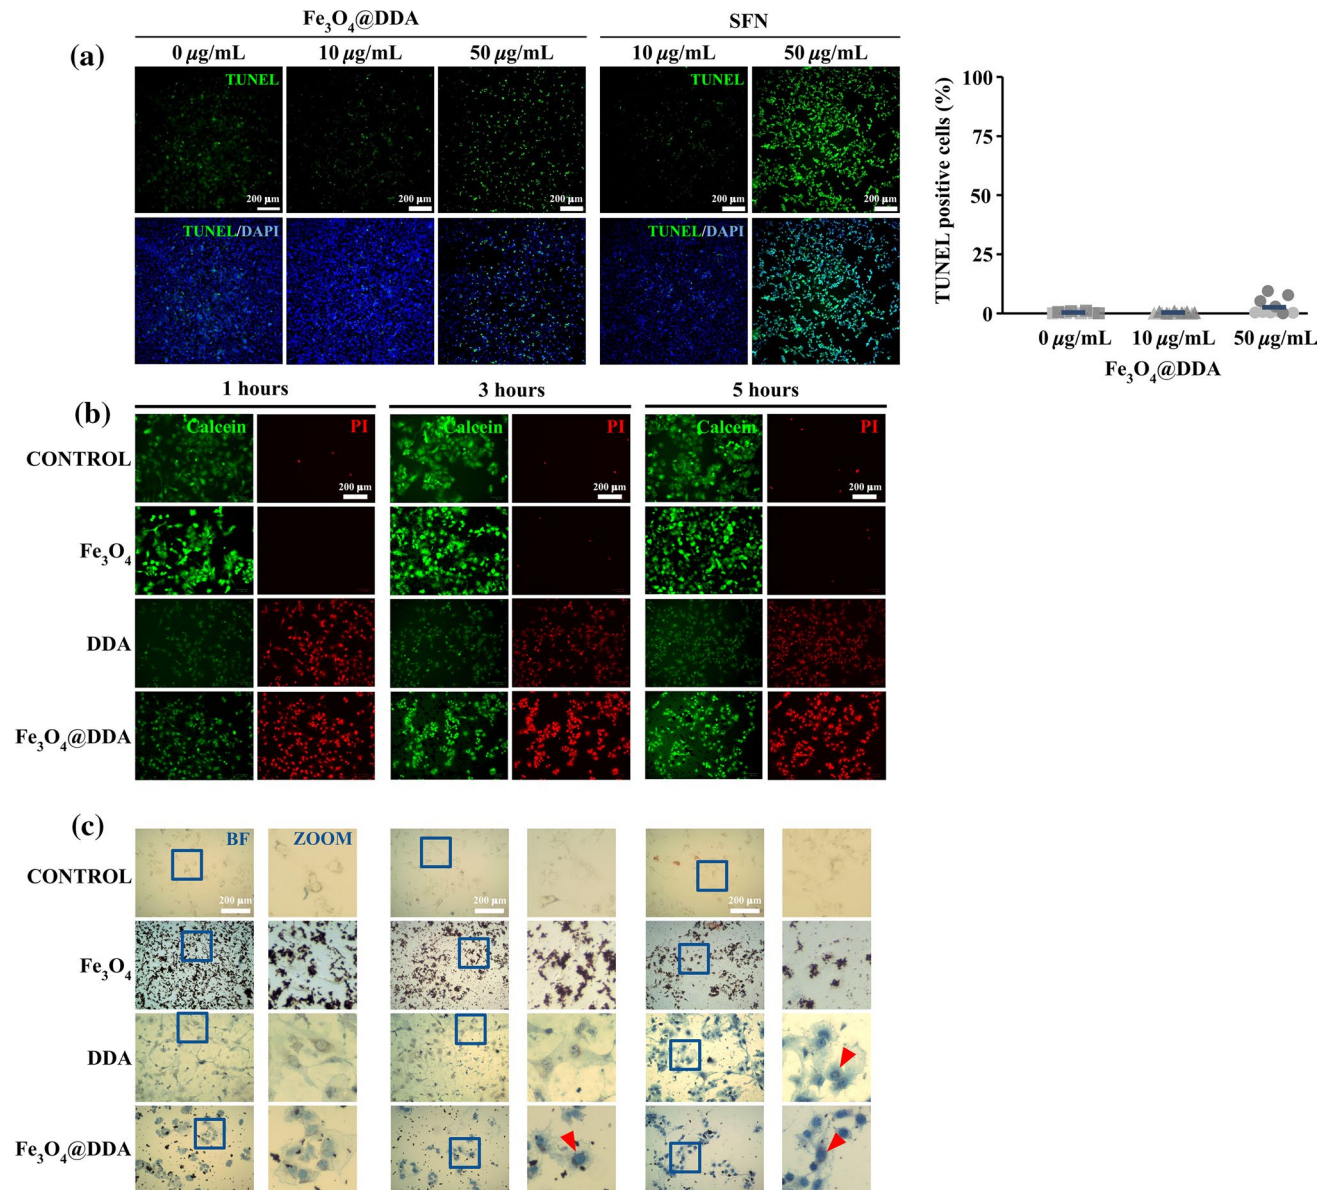 Fe₃O₄@DDA SFN
(a) 0 µg/mL 10 µg/mL 50 µg/mL 10 µg/mL 50 µg/mL
TUNEL TUNEL
200 µm 200 µm 200 µm 200 µm 200 µm
TUNEL/DAPI TUNEL/DAPI
TUNEL positive cells (%)
100
75
50
25
0
0 µg/mL 10 µg/mL 50 µg/mL
Fe₃O₄@DDA
(b) 1 hours 3 hours 5 hours
Calcein PI Calcein PI Calcein PI
CONTROL
200 µm 200 µm 200 µm
Fe₃O₄
DDA
Fe₃O₄@DDA
(c)
BF ZOOM
CONTROL
200 µm 200 µm 200 µm
Fe₃O₄
DDA
Fe₃O₄@DDA